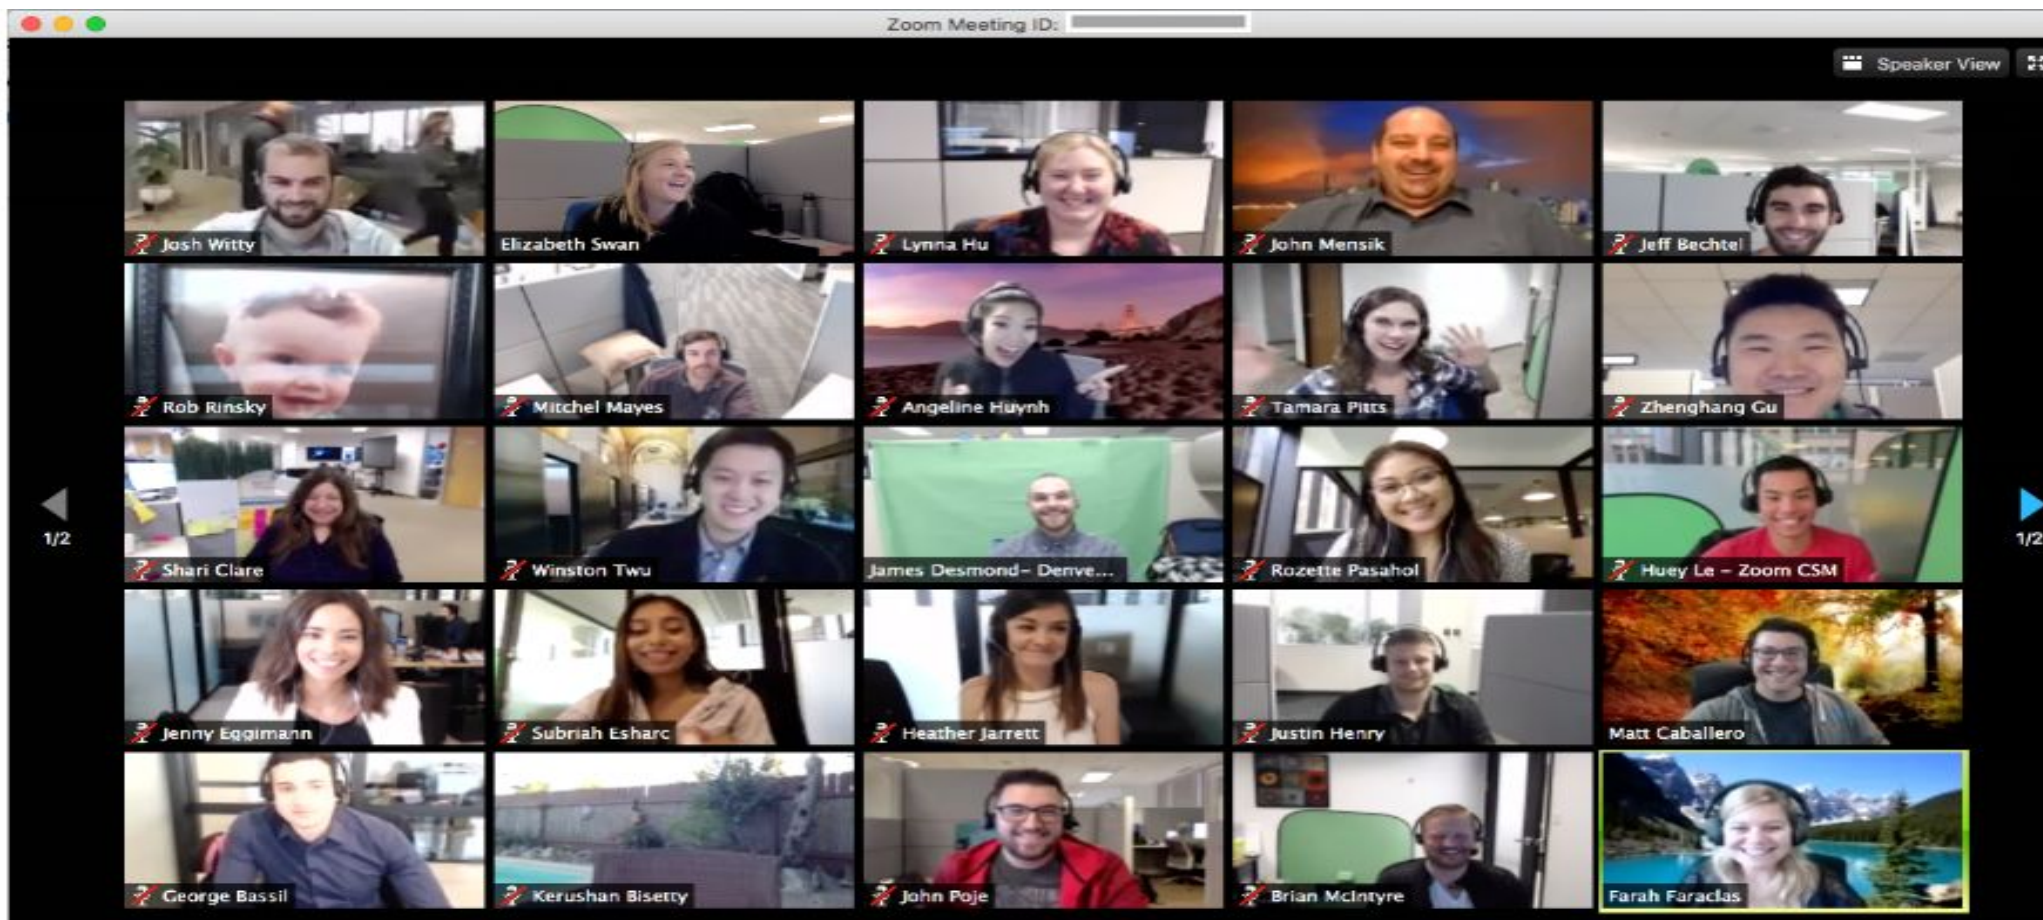 Zoom Meeting ID:
Speaker View
Josh Witty
Elizabeth Swan
Lynna Hu
John Mensik
Jeff Bechtel
Rob Rinsky
Mitchel Mayes
Angeline Huynh
Tamara Pitts
Zhenghang Gu
1/2
Shari Clare
Winston Twu
James Desmond- Denve...
Rozette Pasahol
Huey Le - Zoom CSM
1/2
Jenny Eggimann
Subriah Esharc
Heather Jarrett
Justin Henry
Matt Caballero
George Bassil
Kerushan Bisetty
John Poje
Brian McIntyre
Farah Faraclas